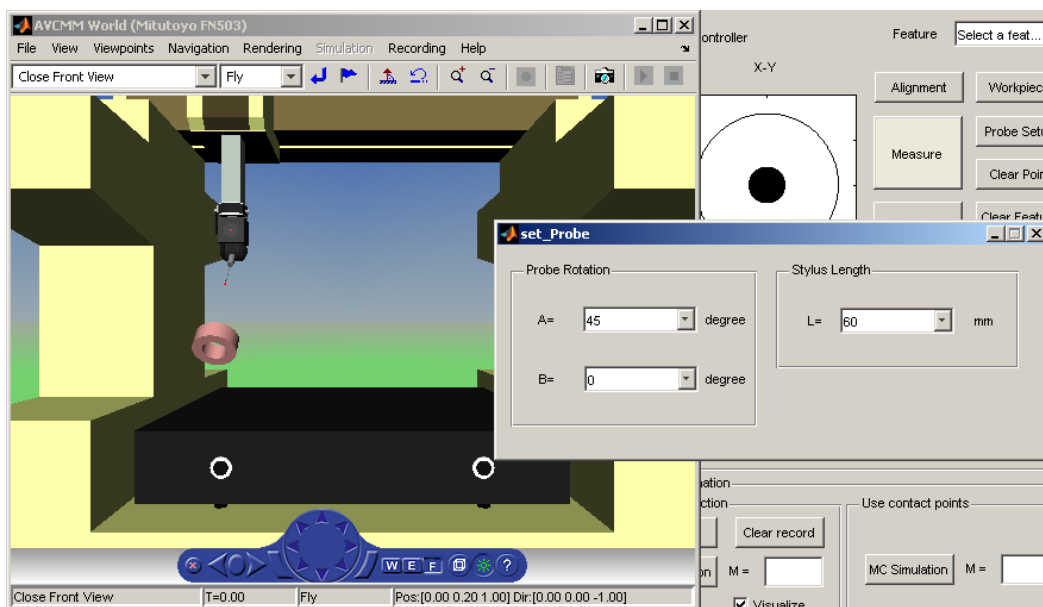 AVCMM World (Mitutoyo FN503)
File View Viewpoints Navigation Rendering Simulation Recording Help
Close Front View Fly
ontroller
Feature Select a feat...
X-Y
Alignment Workpiec
Measure
Probe Setu
Clear Poin
Clear Featu
set_Probe
Probe Rotation
A= 45 degree
B= 0 degree
Stylus Length
L= 60 mm
W E F ?
Close Front View T=0.00 Fly Pos:[0.00 0.20 1.00] Dir:[0.00 0.00 -1.00]
nation
ction
Clear record
on M =
Visualize
Use contact points
MC Simulation M =